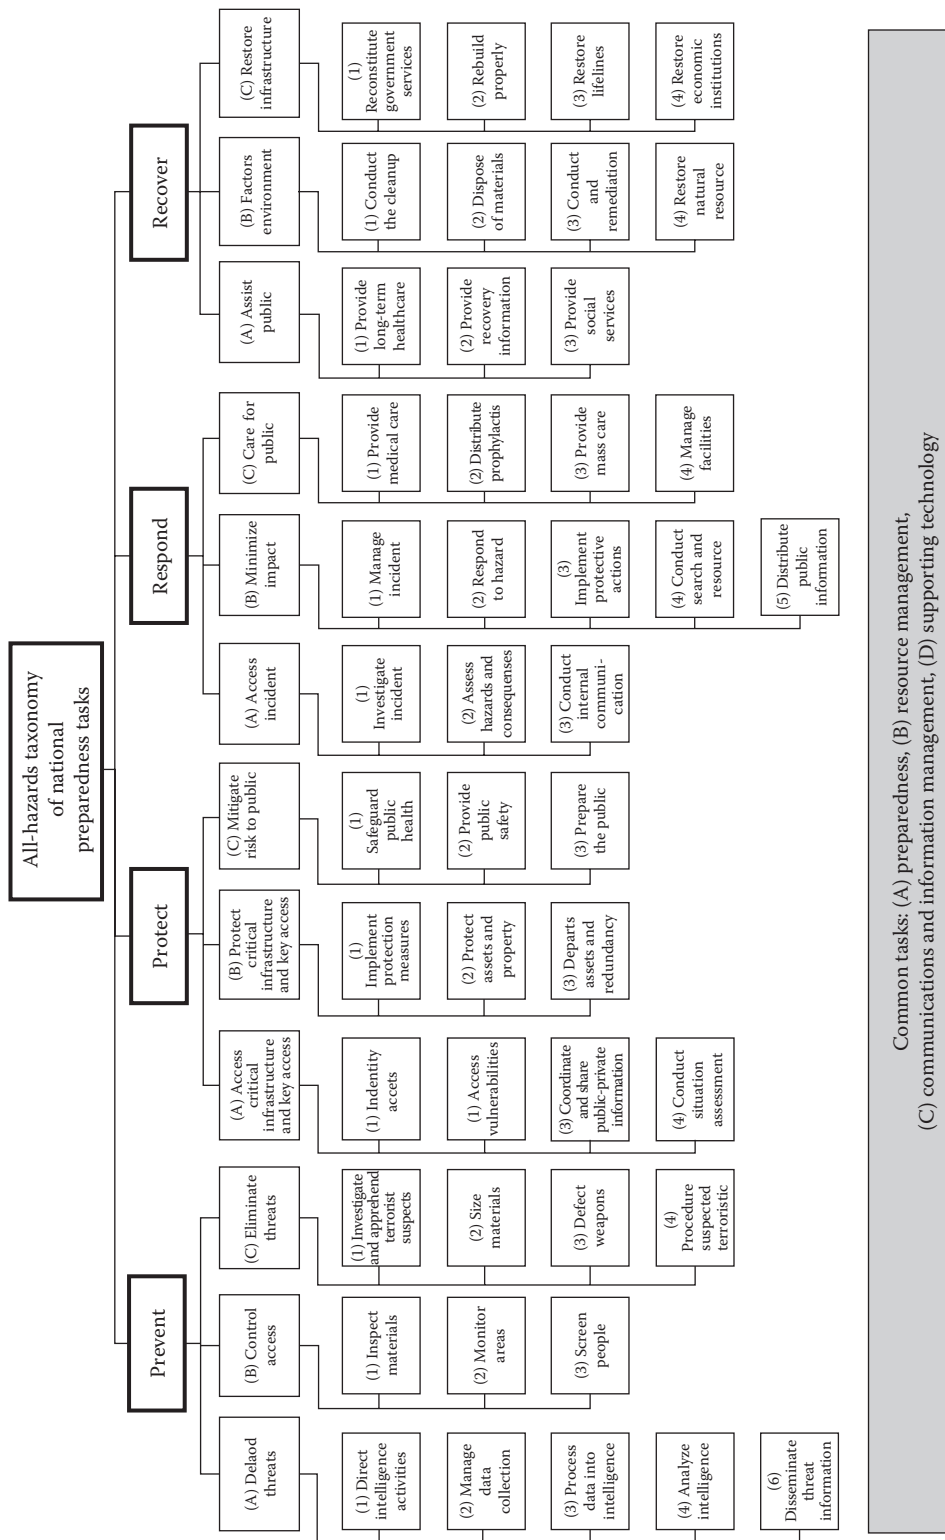 All-hazards taxonomy
of national
preparedness tasks
Prevent
(A) Delaod
threats
(1) Direct
intelligence
activities
(2) Manage
data
collection
(3) Process
data into
intelligence
(4) Analyze
intelligence
(6)
Disseminate
threat
information
(B) Control
access
(1) Inspect
materials
(2) Monitor
areas
(3) Screen
people
(C) Eliminate
threats
(1) Investigate
and apprehend
terrorist
suspects
(2) Size
materials
(3) Defect
weapons
(4)
Procedure
suspected
terroristic
Protect
(A) Access
critical
infrastructure
and key access
(1) Indentity
accets
(1) Access
vulnerabilities
(3) Coordinate
and share
public-private
information
(4) Conduct
situation
assessment
(B) Protect
critical
infrastructure
and key access
(1)
Implement
protection
measures
(2) Protect
assets and
property
(3) Departs
assets and
redundancy
(C) Mitigate
risk to public
(1)
Safeguard
public
health
(2) Provide
public
safety
(3) Prepare
the public
Respond
(A) Access
incident
(1)
Investigate
incident
(2) Assess
hazards and
consequenses
(3) Conduct
internal
communi-
cation
(B) Minimize
impact
(1) Manage
incident
(2) Respond
to hazard
(3)
Implement
protective
actions
(4) Conduct
search and
resource
(5) Distribute
public
information
(C) Care for
public
(1) Provide
medical care
(2) Distribute
prophylactis
(3) Provide
mass care
(4) Manage
facilities
Recover
(A) Assist
public
(1) Provide
long-term
healthcare
(2) Provide
recovery
information
(3) Provide
social
services
(B) Factors
environment
(1) Conduct
the cleanup
(2) Dispose
of materials
(3) Conduct
and
remediation
(4) Restore
natural
resource
(C) Restore
infrastructure
(1)
Reconstitute
government
services
(2) Rebuild
properly
(3) Restore
lifelines
(4) Restore
economic
institutions
Common tasks: (A) preparedness, (B) resource management,
(C) communications and information management, (D) supporting technology